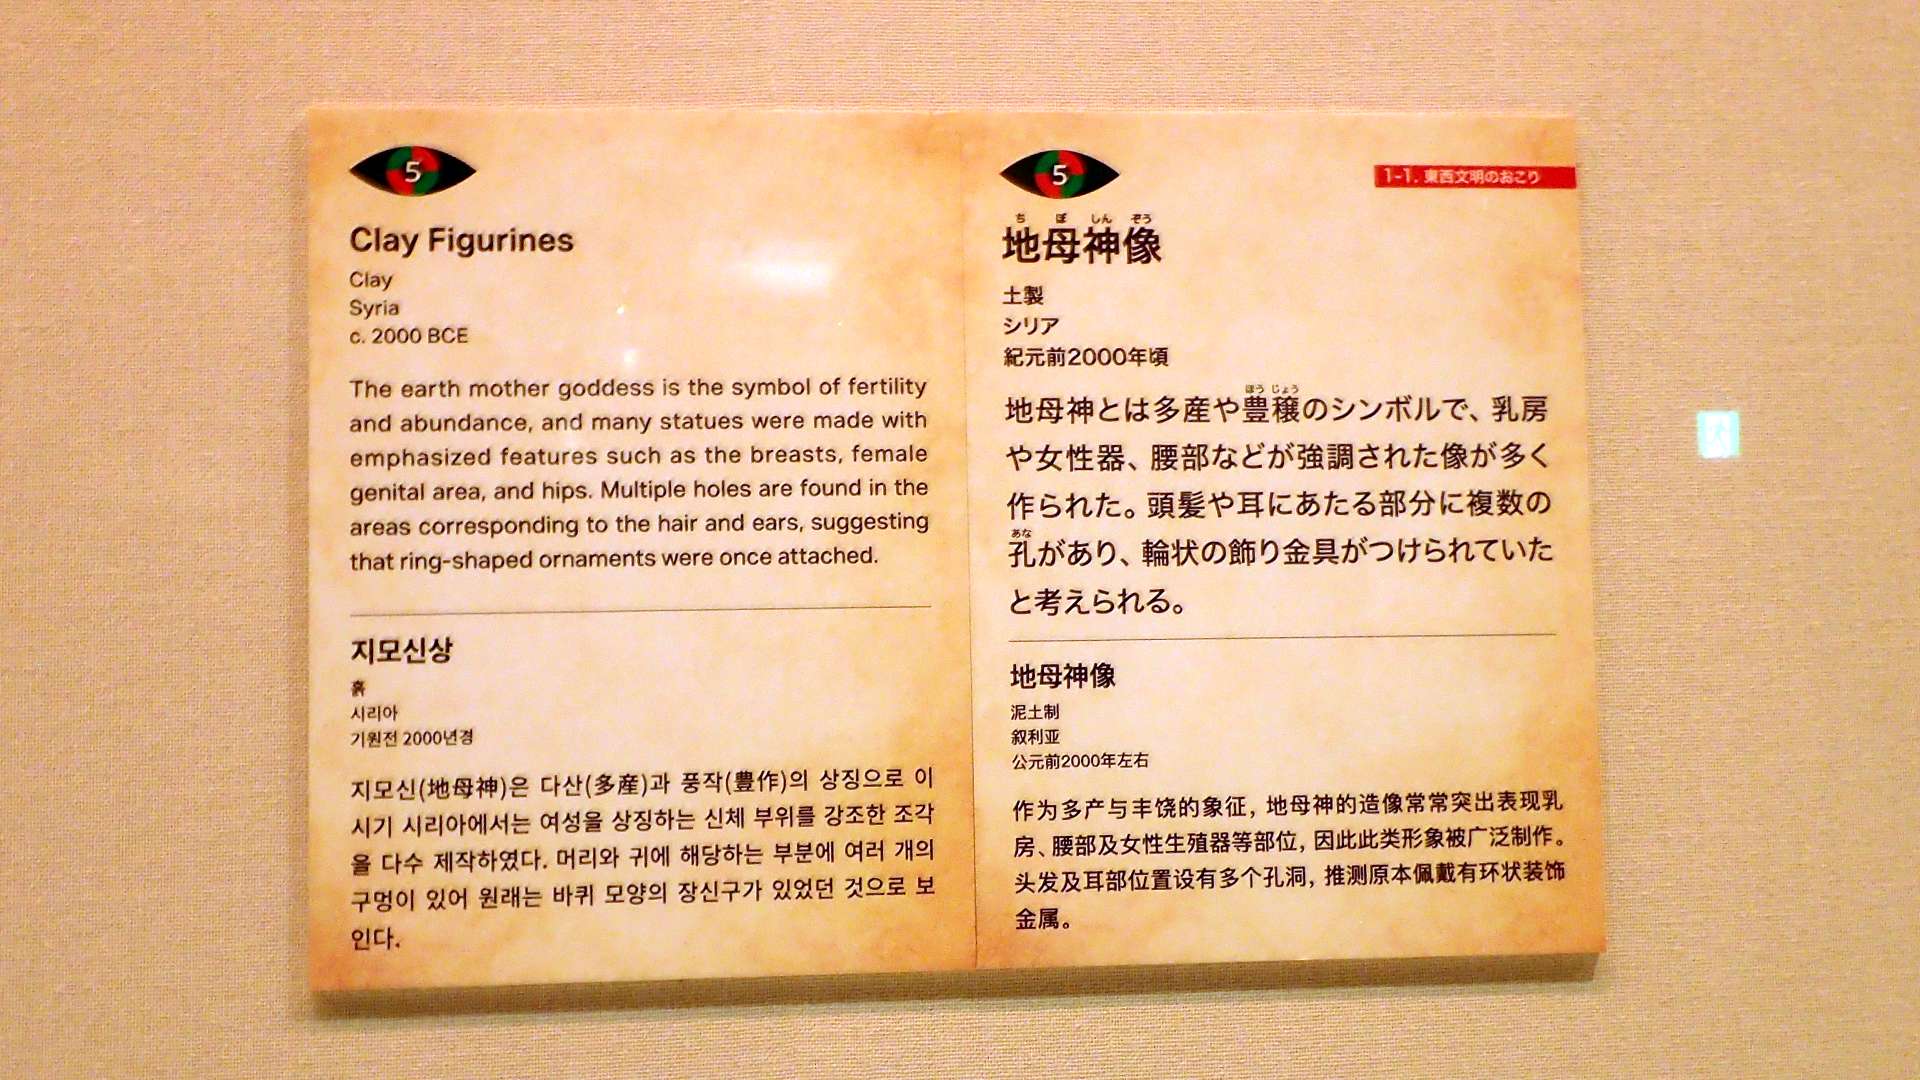 5
Clay Figurines
Clay
Syria
c. 2000 BCE
The earth mother goddess is the symbol of fertility
and abundance, and many statues were made with
emphasized features such as the breasts, female
genital area, and hips. Multiple holes are found in the
areas corresponding to the hair and ears, suggesting
that ring-shaped ornaments were once attached.
지모신상
흙
시리아
기원전 2000년경
지모신(地母神)은 다산(多産)과 풍작(豊作)의 상징으로 이
시기 시리아에서는 여성을 상징하는 신체 부위를 강조한 조각
을 다수 제작하였다. 머리와 귀에 해당하는 부분에 여러 개의
구멍이 있어 원래는 바퀴 모양의 장신구가 있었던 것으로 보
인다.
5
1-1. 東西文明のおこり
ち ぼ しん ぞう
地母神像
土製
シリア
紀元前2000年頃
ほう じょう
地母神とは多産や豊穣のシンボルで、乳房
や女性器、腰部などが強調された像が多く
作られた。頭髪や耳にあたる部分に複数の
あな
孔があり、輪状の飾り金具がつけられていた
と考えられる。
地母神像
泥土制
叙利亚
公元前2000年左右
作为多产与丰饶的象征，地母神的造像常常突出表现乳
房、腰部及女性生殖器等部位，因此此类形象被广泛制作。
头发及耳部位置设有多个孔洞，推测原本佩戴有环状装饰
金属。